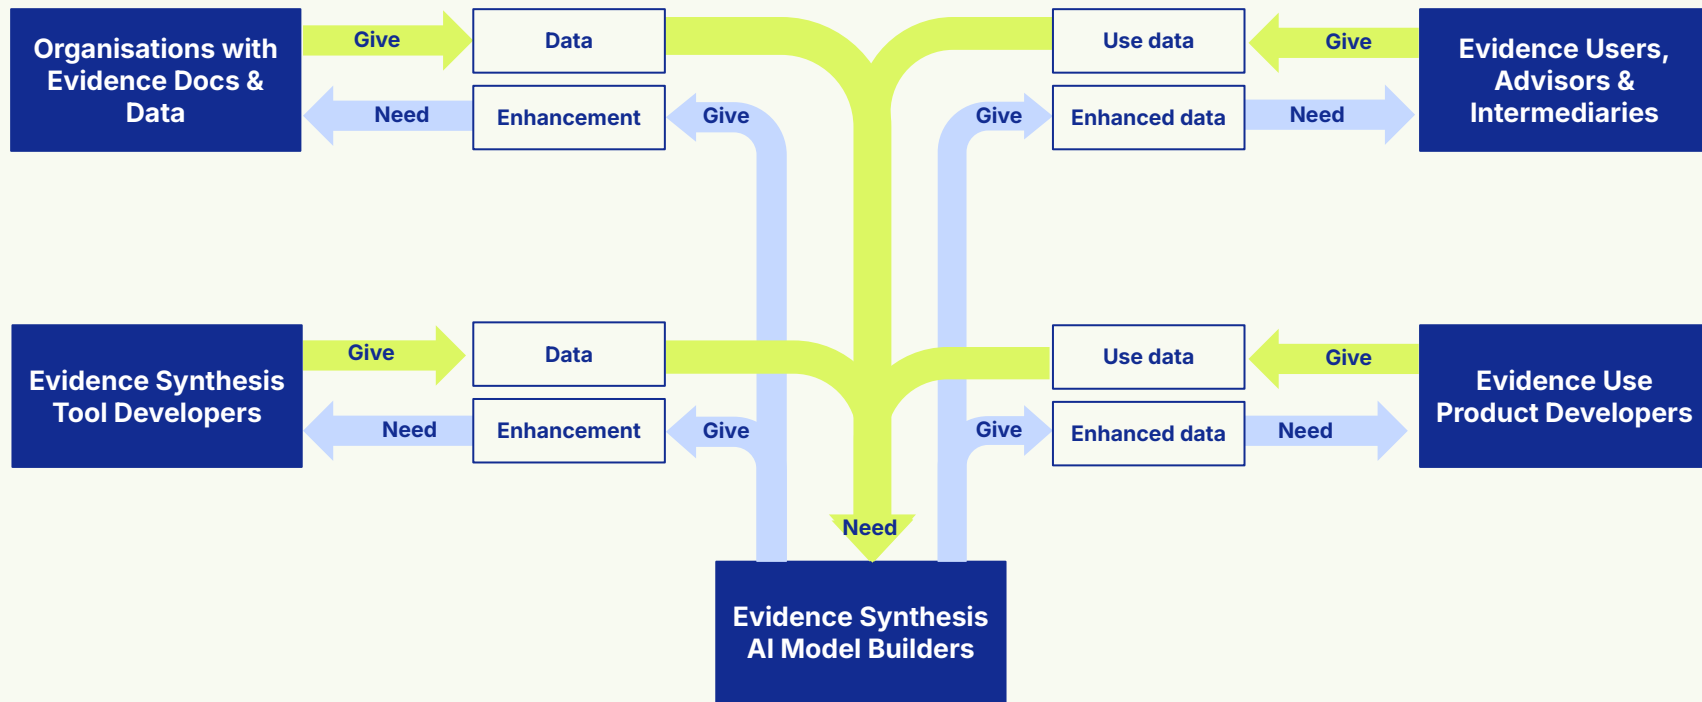 Organisations with
Evidence Docs &
Data
Give
Data
Need
Enhancement
Give
Use data
Give
Give
Enhanced data
Need
Evidence Users,
Advisors &
Intermediaries
Evidence Synthesis
Tool Developers
Give
Data
Need
Enhancement
Give
Use data
Give
Give
Enhanced data
Need
Evidence Use
Product Developers
Need
Evidence Synthesis
AI Model Builders